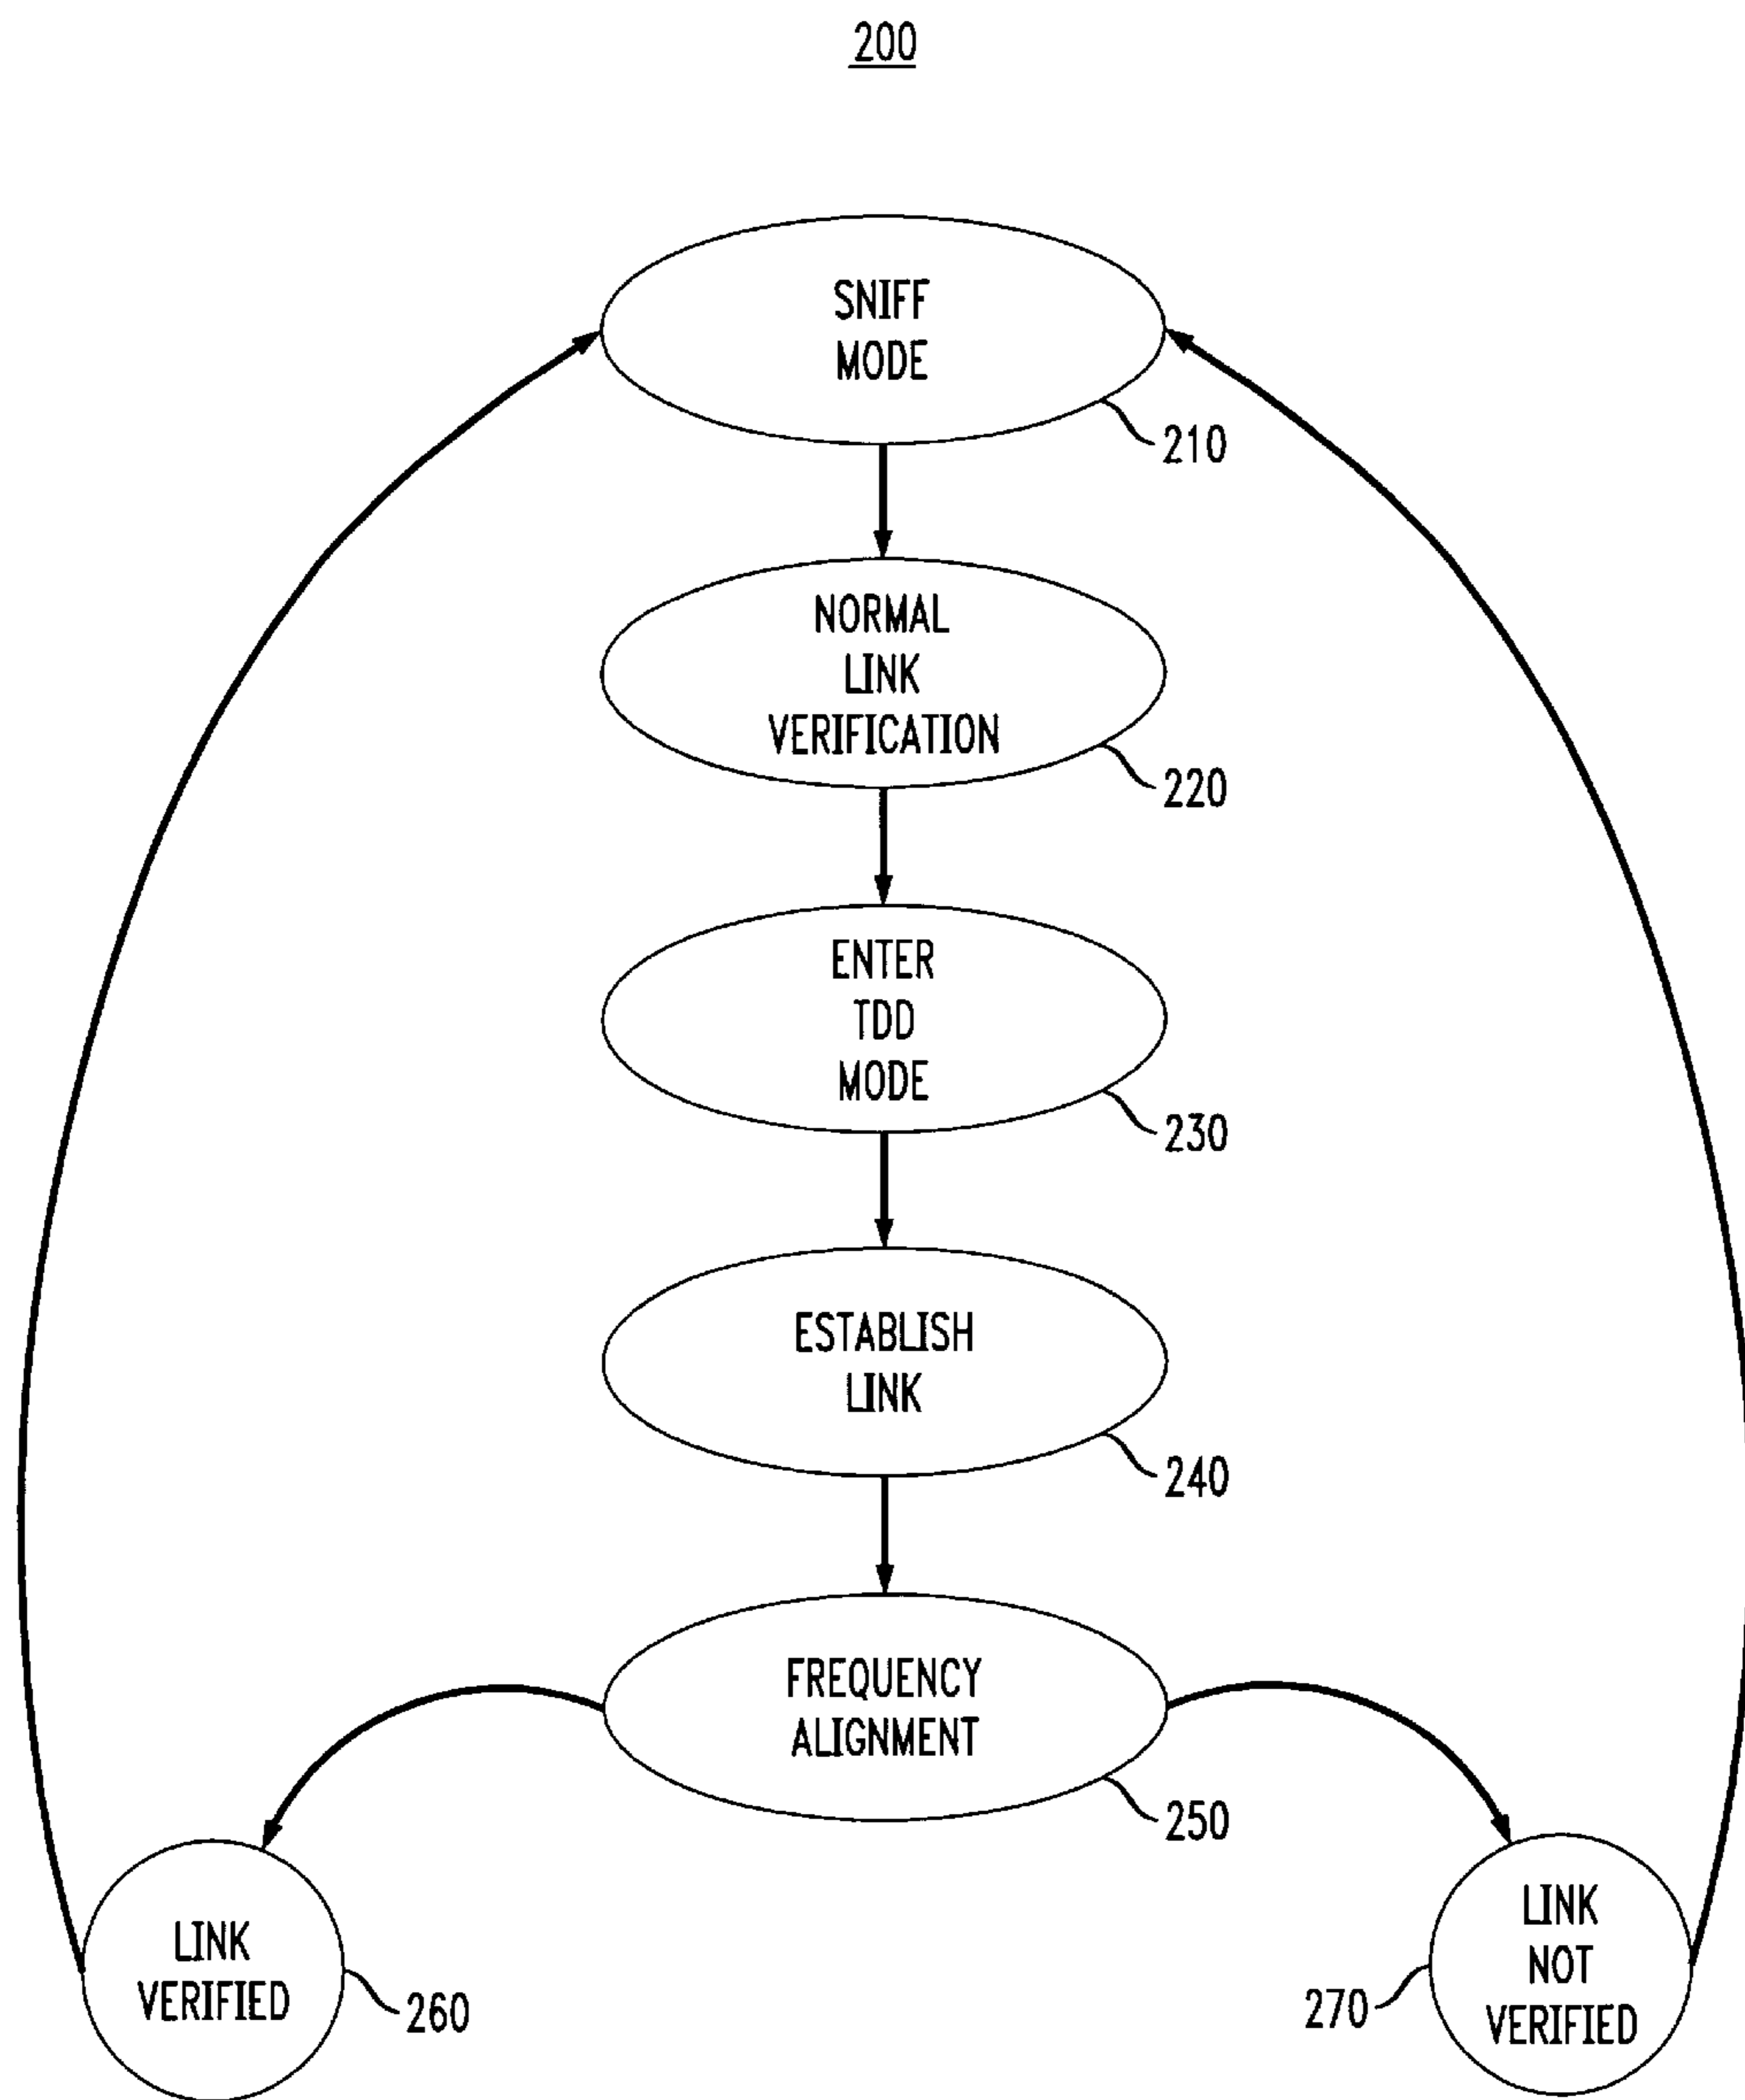 200
SNIFF
MODE
210
NORMAL
LINK
VERIFICATION
220
ENTER
TDD
MODE
230
ESTABLISH
LINK
240
FREQUENCY
ALIGNMENT
250
LINK
VERIFIED
260
LINK
NOT
VERIFIED
270